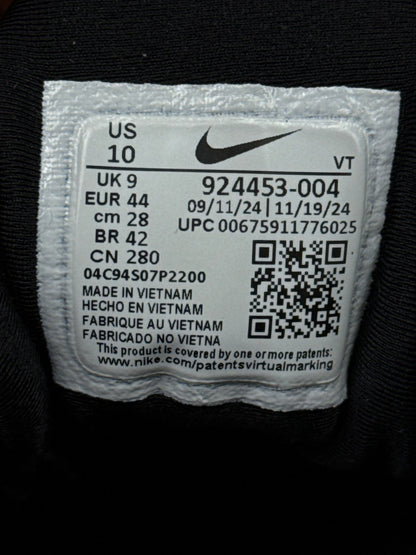 US
10
VT
UK 9
EUR 44
cm 28
BR 42
CN 280
924453-004
09/11/24 | 11/19/24
UPC 00675911776025
04C94S07P2200
MADE IN VIETNAM
HECHO EN VIETNAM
FABRIQUE AU VIETNAM
FABRICADO NO VIETNA
This product is covered by one or more patents:
www.nike.com/patentsvirtualmarking